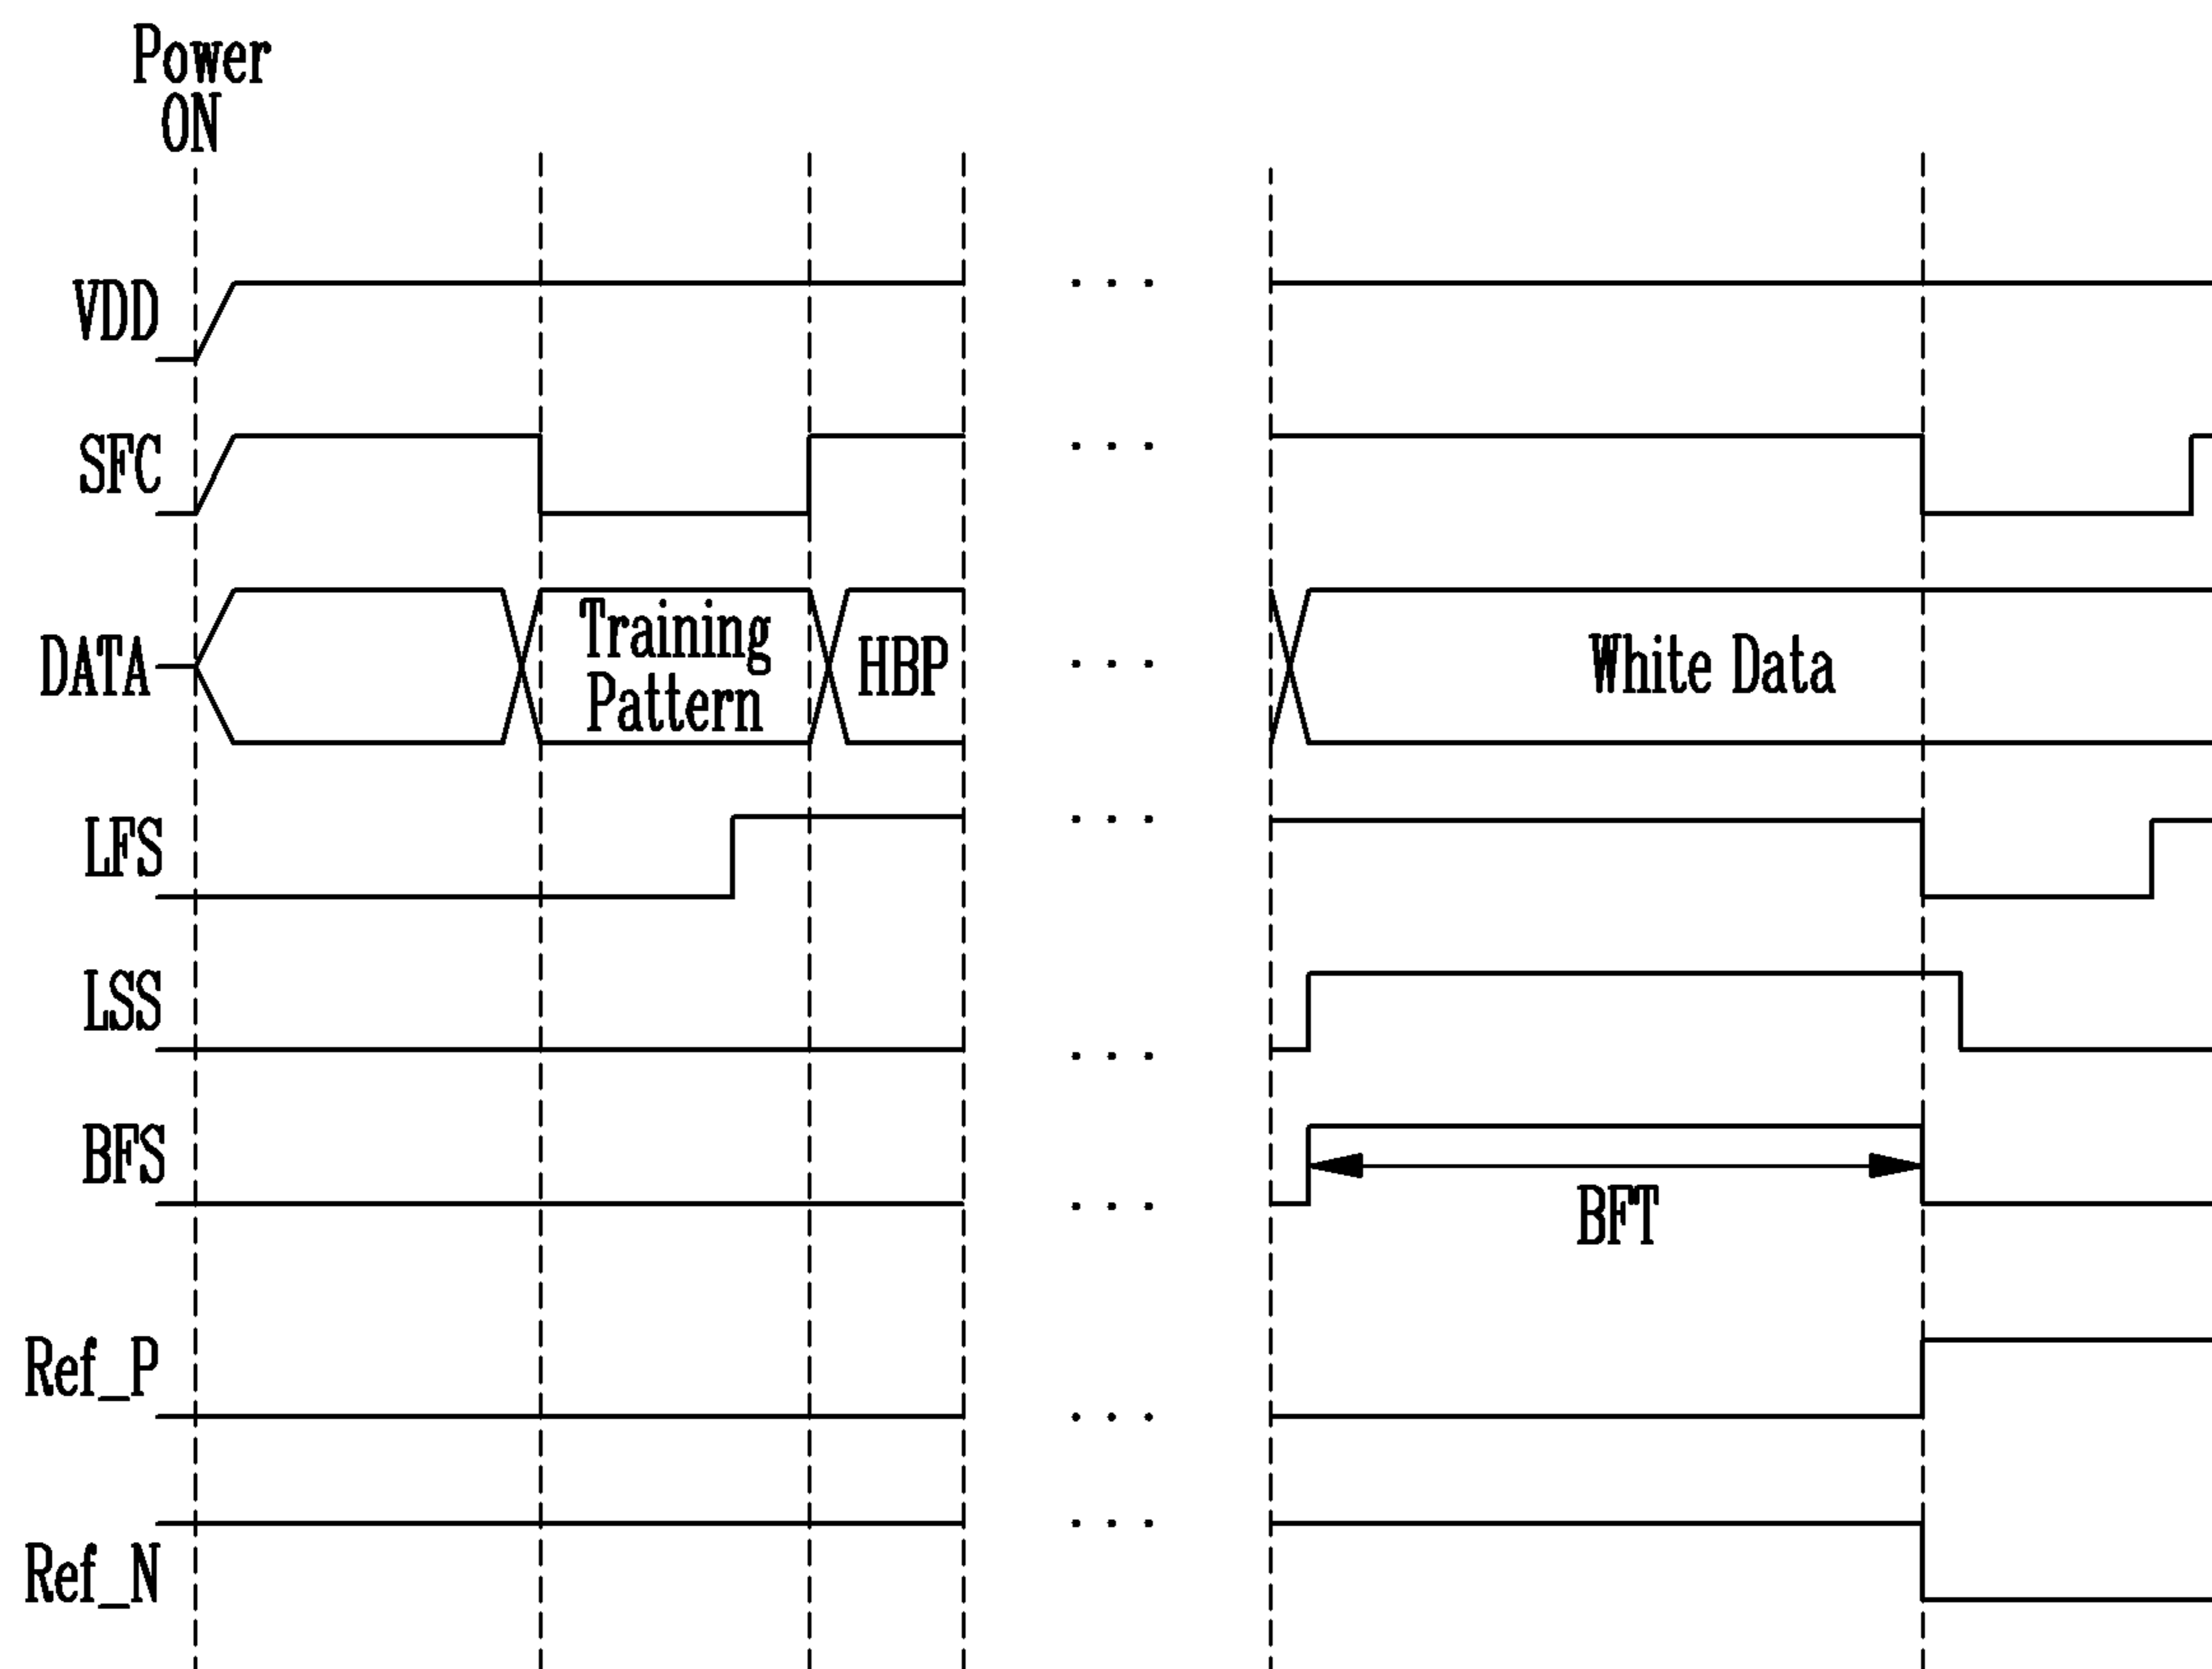 Power
ON
VDD
SFC
DATA
Training
Pattern
HBP
White Data
LFS
LSS
BFS
BFT
Ref_P
Ref_N